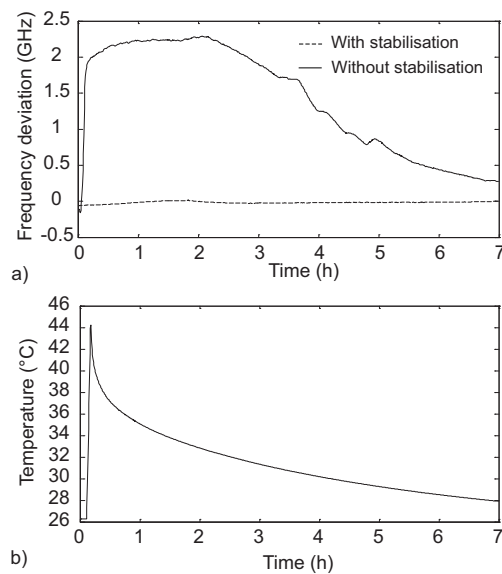 Frequency deviation (GHz)
2.5
2
1.5
1
0.5
0
-0.5
With stabilisation
Without stabilisation
0 1 2 3 4 5 6 7
Time (h)
a)
Temperature (°C)
46
44
42
40
38
36
34
32
30
28
26
0 1 2 3 4 5 6 7
Time (h)
b)